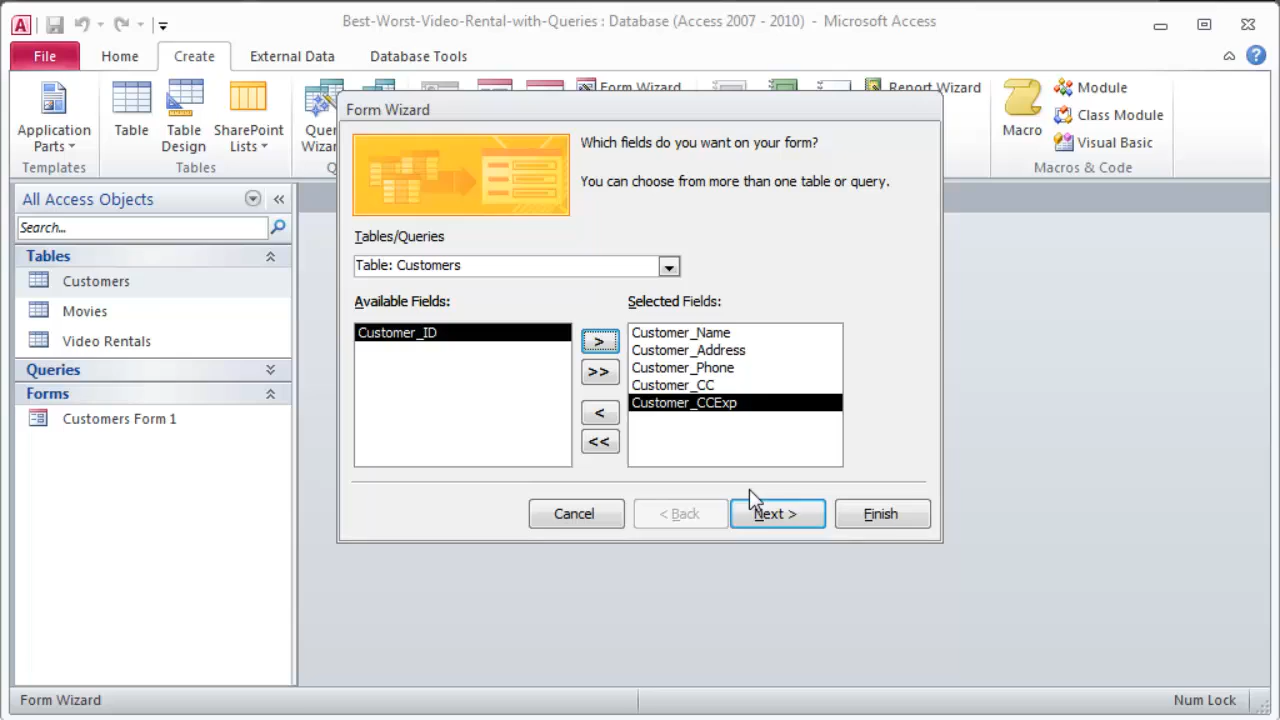 Best-Worst-Video-Rental-with-Queries : Database (Access 2007 - 2010) - Microsoft Access
File Home Create External Data Database Tools
Application Parts
Table
Table Design
SharePoint Lists
Form Wizard
Report Wizard
Macro
Module
Class Module
Visual Basic
Templates Tables Macros & Code
All Access Objects
Search...
Tables
Customers
Movies
Video Rentals
Queries
Forms
Customers Form 1
Form Wizard
Which fields do you want on your form?
You can choose from more than one table or query.
Tables/Queries
Table: Customers
Available Fields:
Customer_ID
>
>>
<
<<
Selected Fields:
Customer_Name
Customer_Address
Customer_Phone
Customer_CC
Customer_CCExp
Cancel < Back Next > Finish
Form Wizard Num Lock